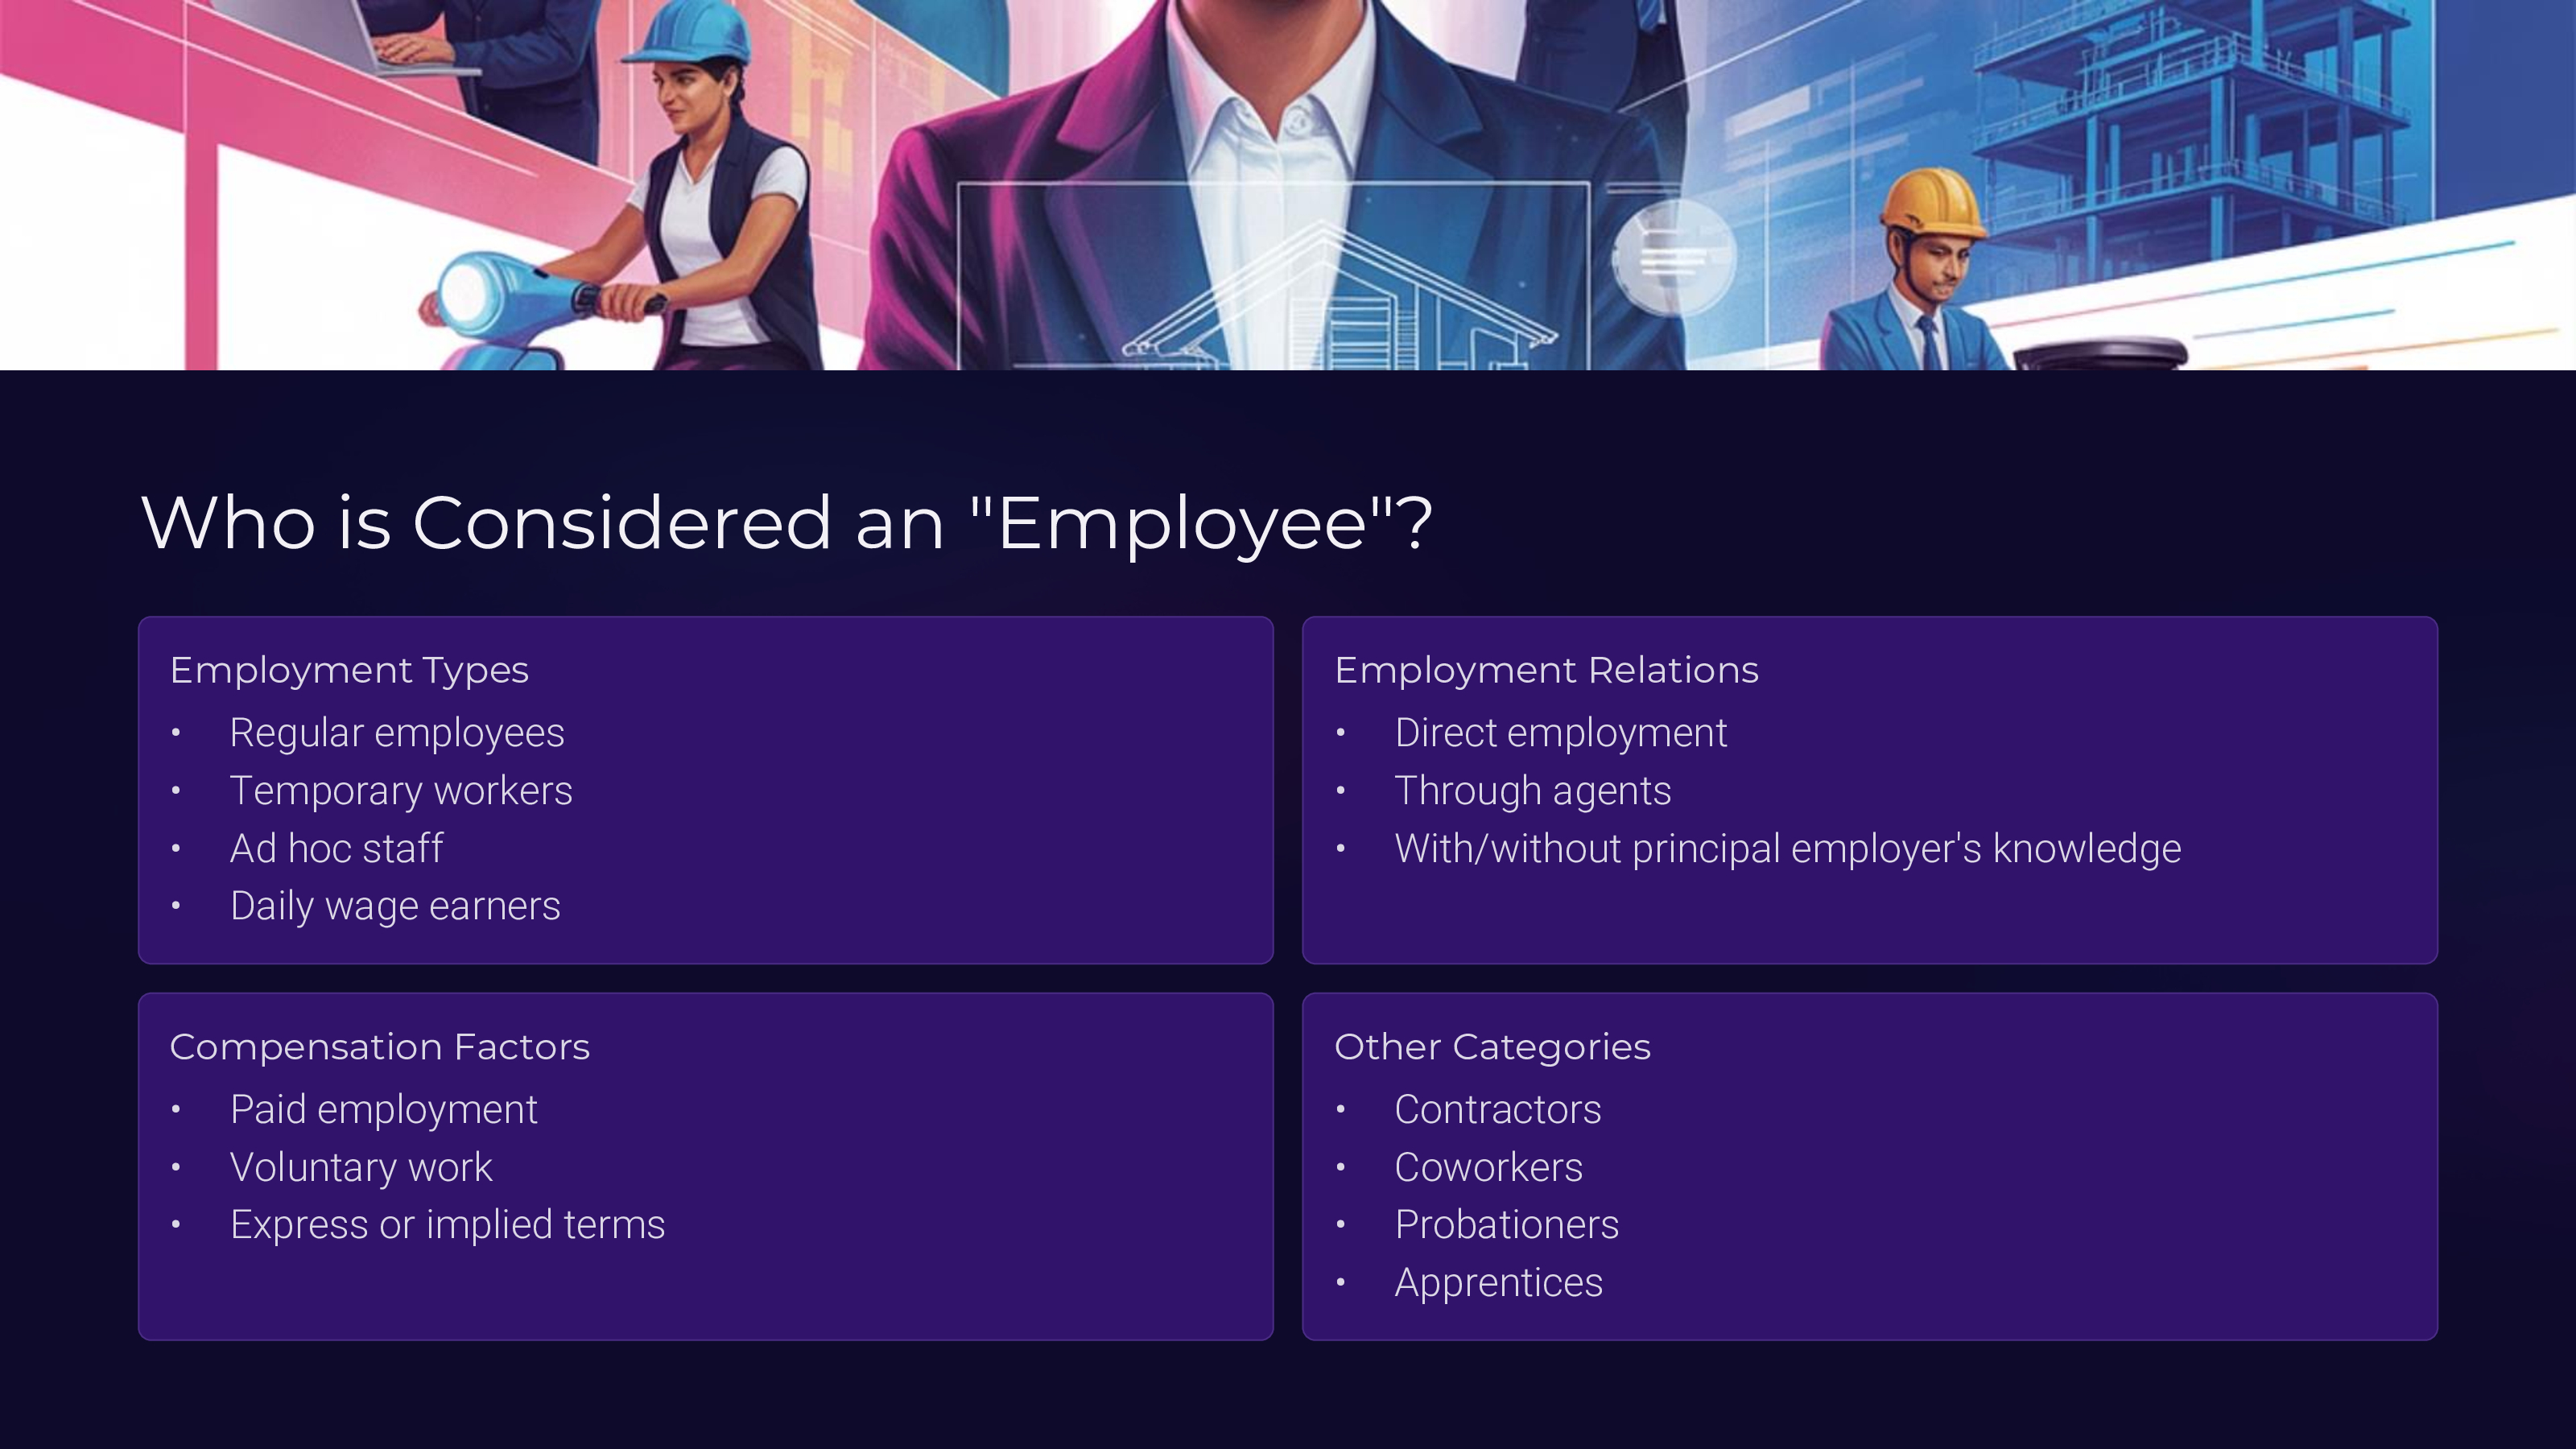 Who is Considered an "Employee"?
Employment Types
• Regular employees
• Temporary workers
• Ad hoc staff
• Daily wage earners
Employment Relations
• Direct employment
• Through agents
• With/without principal employer's knowledge
Compensation Factors
• Paid employment
• Voluntary work
• Express or implied terms
Other Categories
• Contractors
• Coworkers
• Probationers
• Apprentices